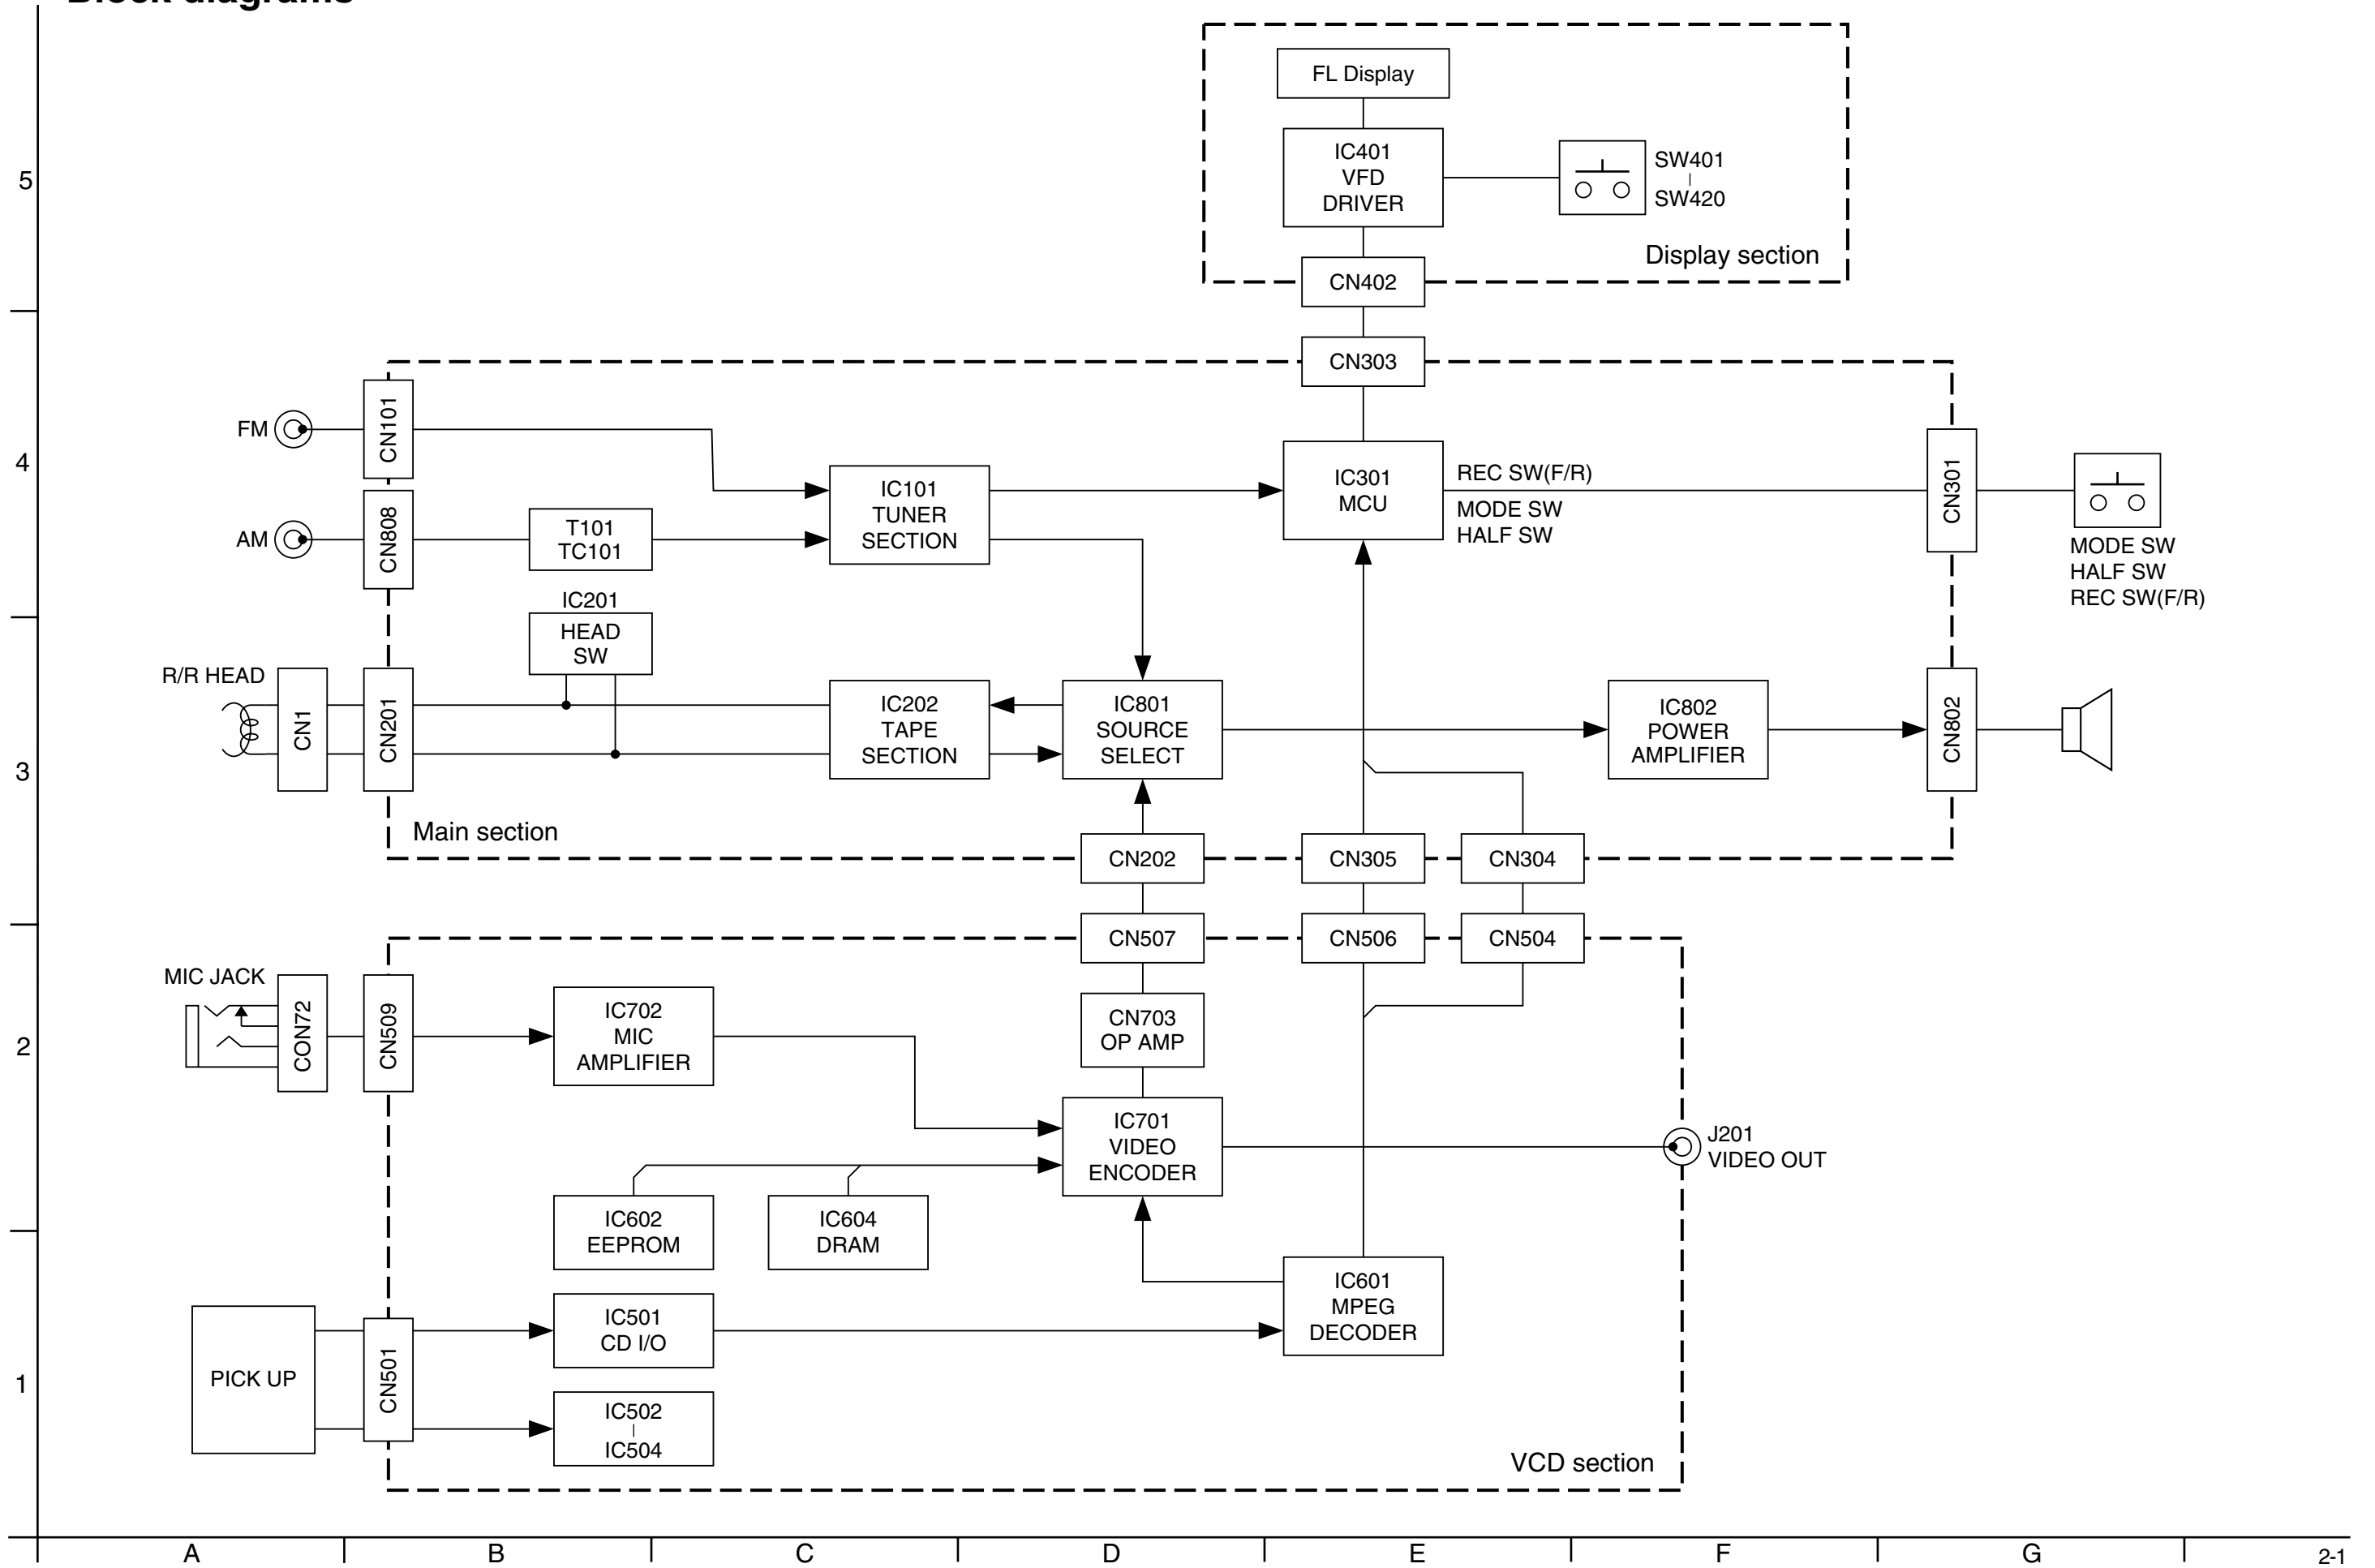 Block diagrams
FL Display
IC401
VFD
DRIVER
SW401
SW420
Display section
CN402
5
CN303
FM
CN101
4
IC101
TUNER
SECTION
IC301
MCU
REC SW(F/R)
MODE SW
HALF SW
CN301
MODE SW
HALF SW
REC SW(F/R)
AM
CN808
T101
TC101
IC201
HEAD
SW
R/R HEAD
CN1
CN201
IC202
TAPE
SECTION
IC801
SOURCE
SELECT
IC802
POWER
AMPLIFIER
CN802
3
Main section
CN202
CN305
CN304
CN507
CN506
CN504
MIC JACK
CON72
CN509
IC702
MIC
AMPLIFIER
CN703
OP AMP
2
IC701
VIDEO
ENCODER
J201
VIDEO OUT
IC602
EEPROM
IC604
DRAM
IC601
MPEG
DECODER
IC501
CD I/O
PICK UP
CN501
1
IC502
IC504
VCD section
A
B
C
D
E
F
G
2-1